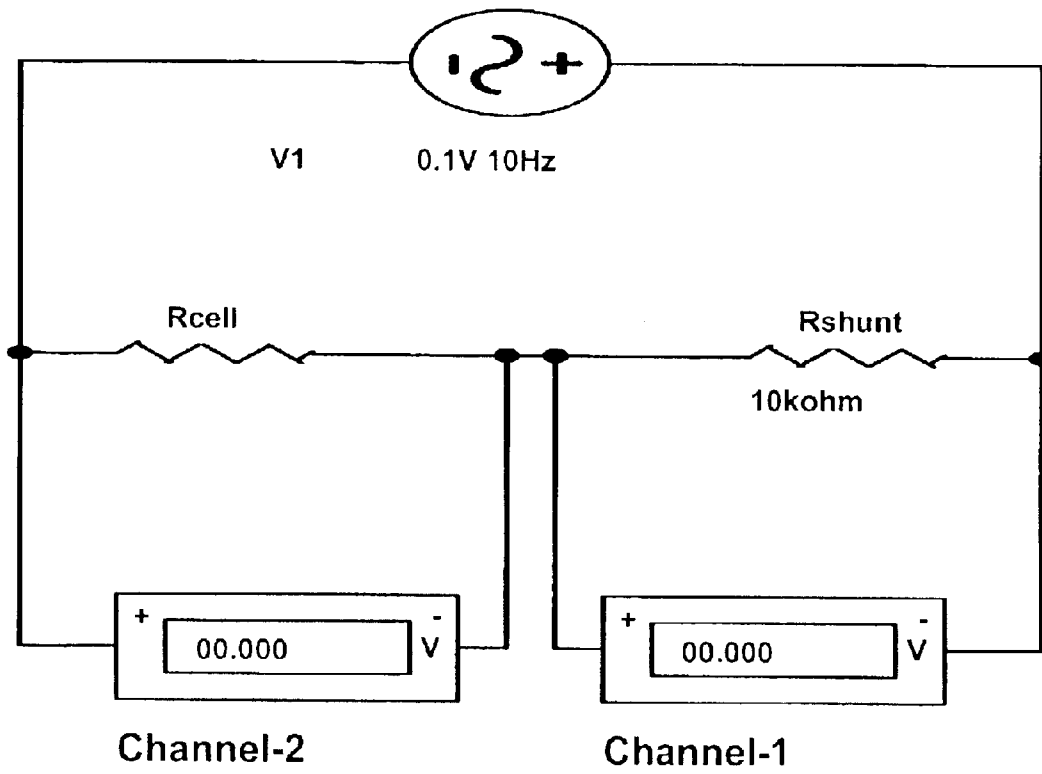 V1 0.1V 10Hz
Rcell
Rshunt
10kohm
+ -
00.000 V
+ -
00.000 V
Channel-2
Channel-1